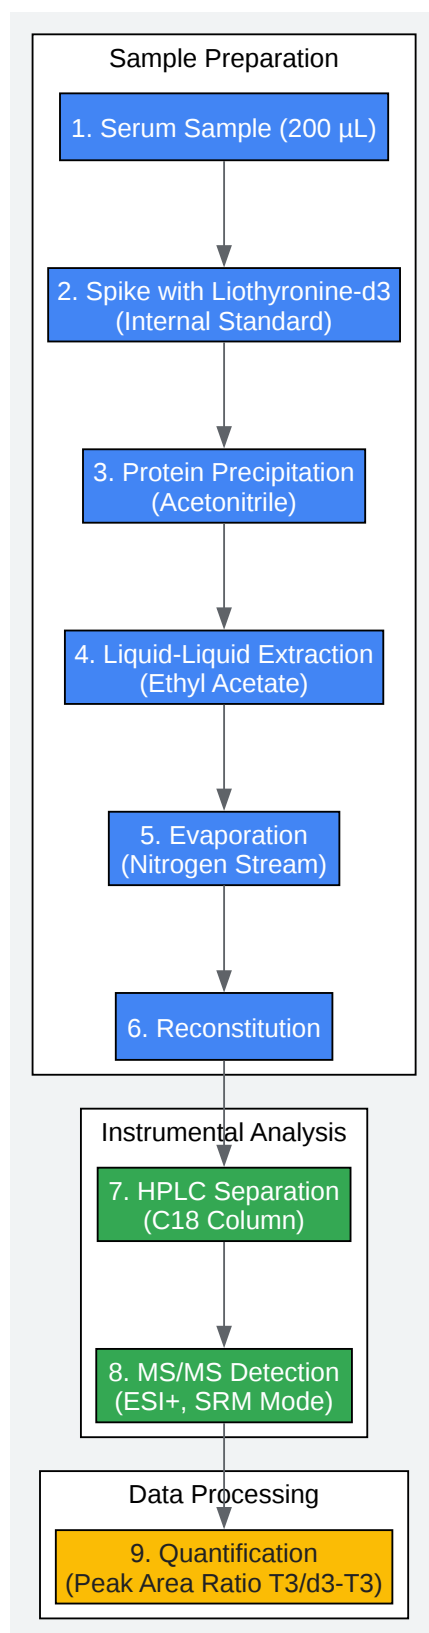 Sample Preparation
1. Serum Sample (200 µL)
2. Spike with Liothyronine-d3
(Internal Standard)
3. Protein Precipitation
(Acetonitrile)
4. Liquid-Liquid Extraction
(Ethyl Acetate)
5. Evaporation
(Nitrogen Stream)
6. Reconstitution
Instrumental Analysis
7. HPLC Separation
(C18 Column)
8. MS/MS Detection
(ESI+, SRM Mode)
Data Processing
9. Quantification
(Peak Area Ratio T3/d3-T3)